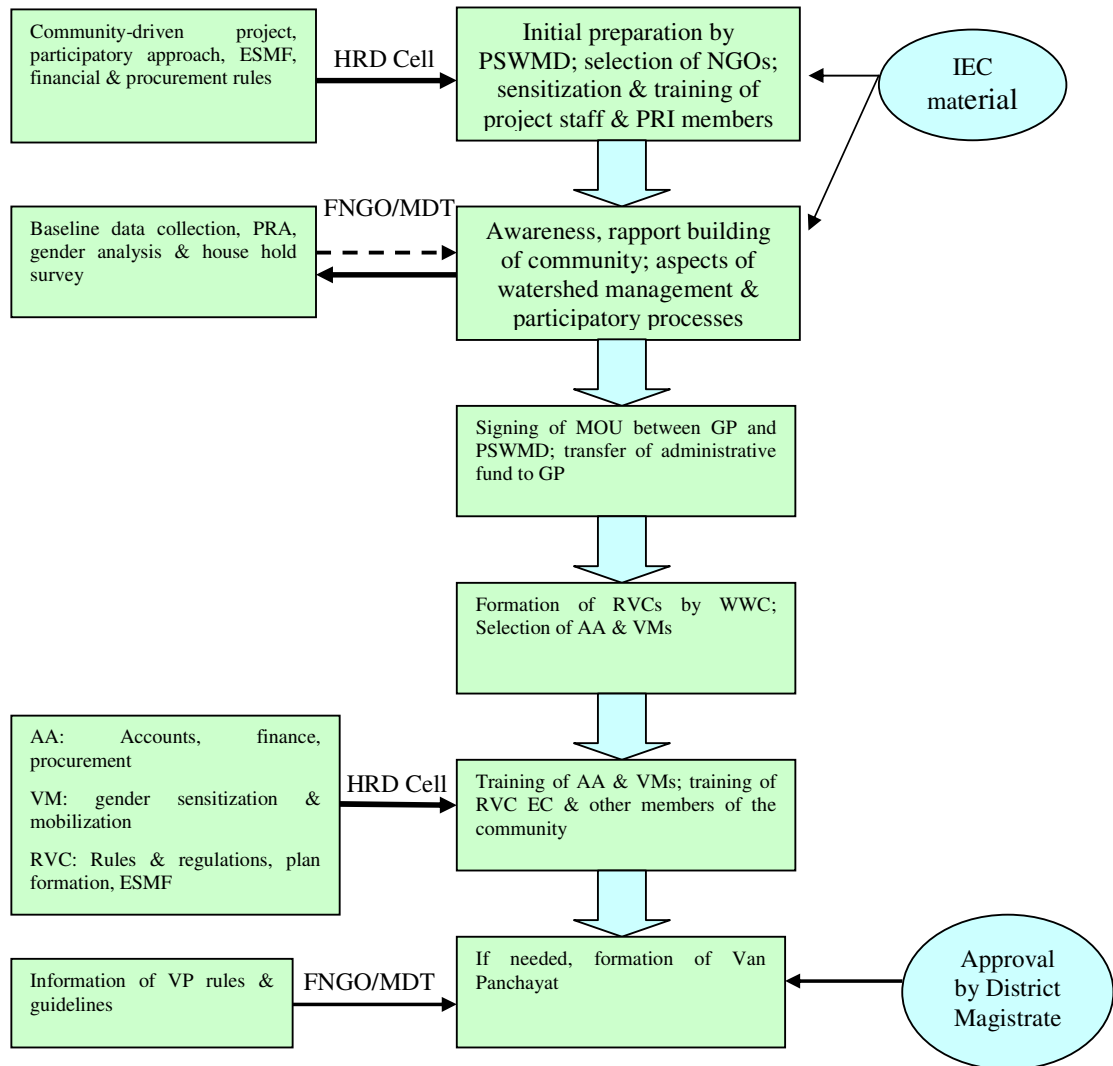 Community-driven project,
participatory approach, ESMF,
financial & procurement rules
HRD Cell
Initial preparation by
PSWMD; selection of NGOs;
sensitization & training of
project staff & PRI members
IEC
material
Baseline data collection, PRA,
gender analysis & house hold
survey
FNGO/MDT
Awareness, rapport building
of community; aspects of
watershed management &
participatory processes
Signing of MOU between GP and
PSWMD; transfer of administrative
fund to GP
Formation of RVCs by WWC;
Selection of AA & VMs
AA: Accounts, finance,
procurement
VM: gender sensitization &
mobilization
RVC: Rules & regulations, plan
formation, ESMF
HRD Cell
Training of AA & VMs; training of
RVC EC & other members of the
community
Information of VP rules &
guidelines
FNGO/MDT
If needed, formation of Van
Panchayat
Approval
by District
Magistrate